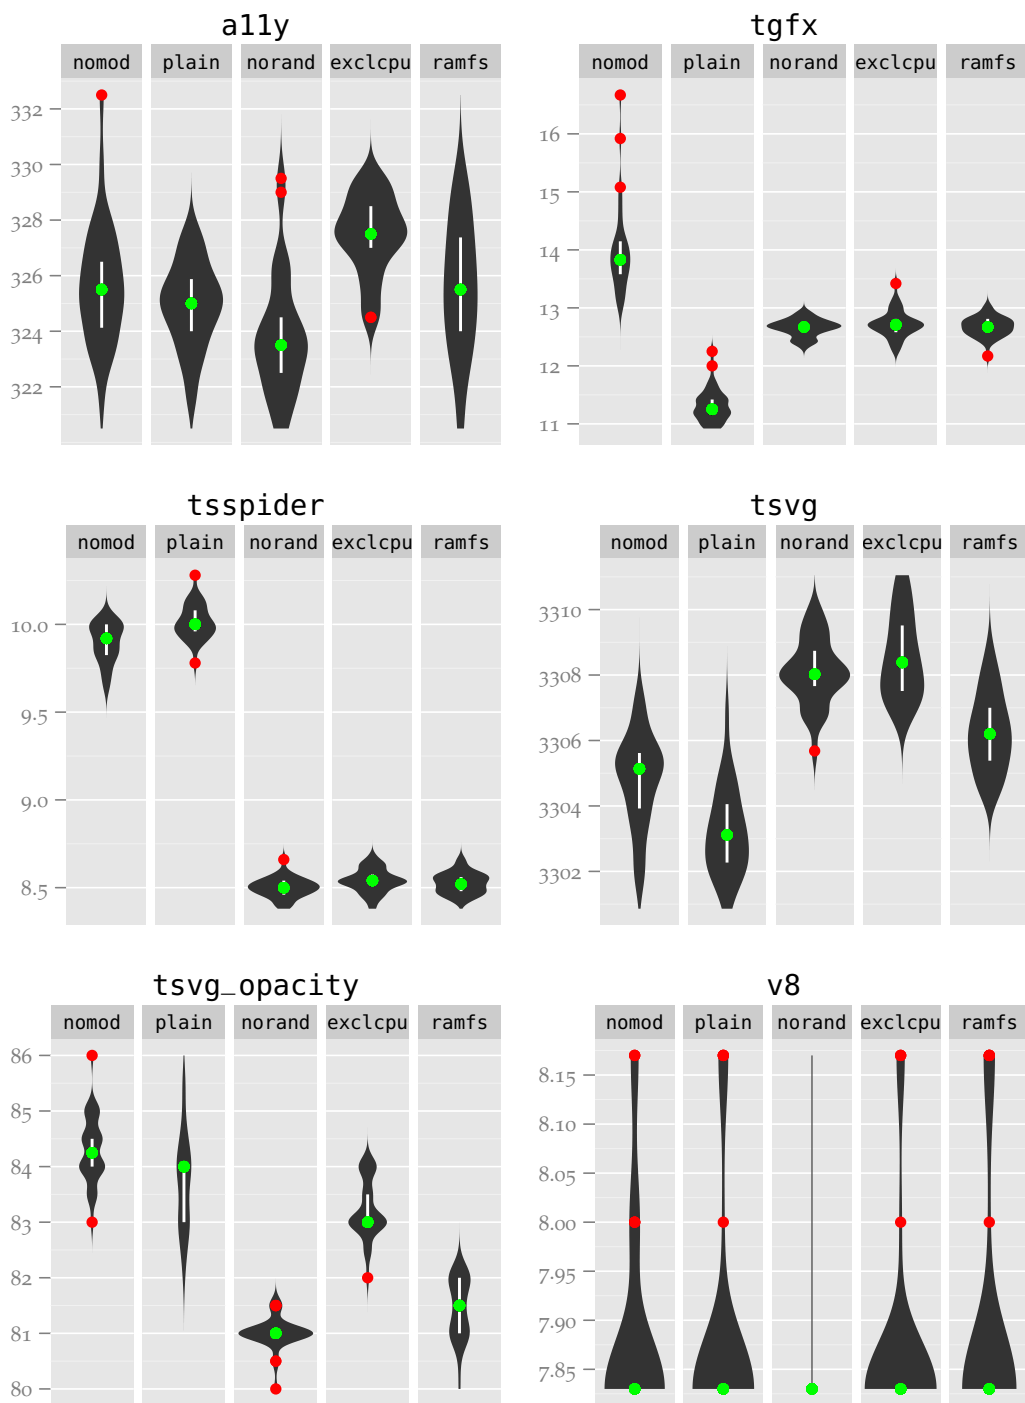 a11y
nomod plain norand exclcpu ramfs
332
330
328
326
324
322
tgfx
nomod plain norand exclcpu ramfs
16
15
14
13
12
11
tsspider
nomod plain norand exclcpu ramfs
10.0
9.5
9.0
8.5
tsvg
nomod plain norand exclcpu ramfs
3310
3308
3306
3304
3302
tsvg_opacity
nomod plain norand exclcpu ramfs
86
85
84
83
82
81
80
v8
nomod plain norand exclcpu ramfs
8.15
8.10
8.05
8.00
7.95
7.90
7.85